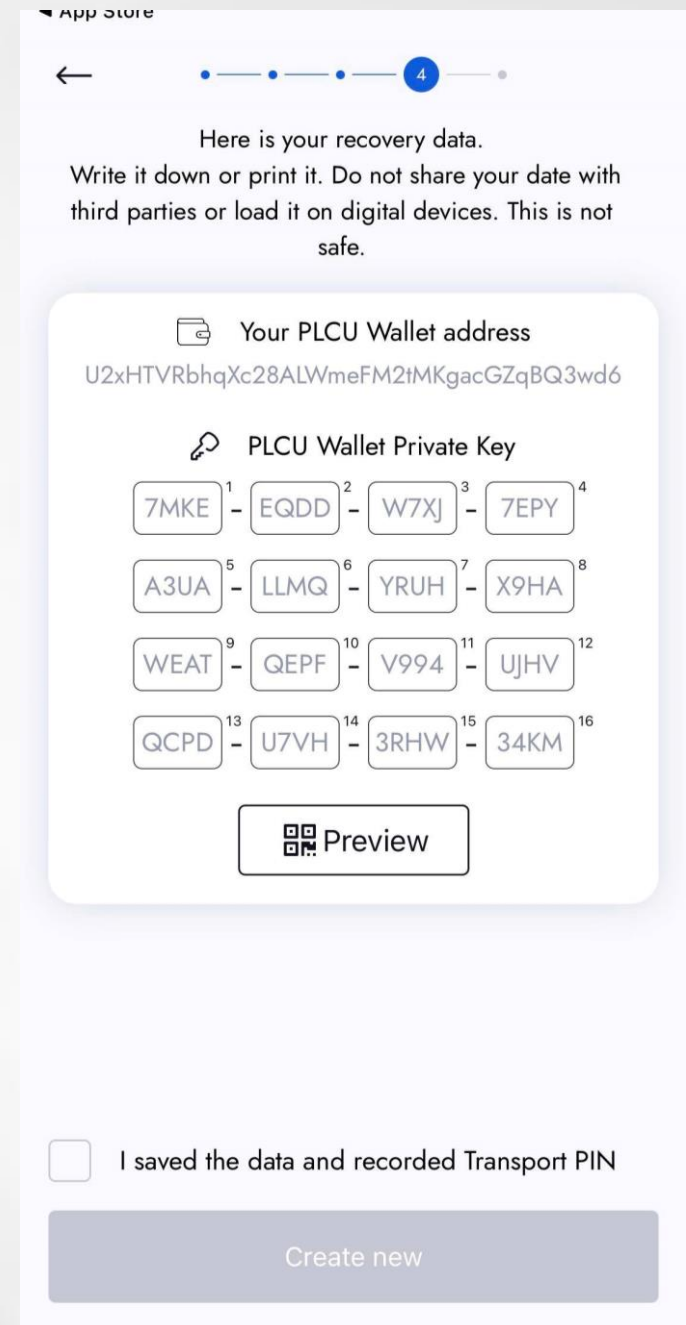 ◀ App Store
4
Here is your recovery data.
Write it down or print it. Do not share your date with
third parties or load it on digital devices. This is not
safe.
Your PLCU Wallet address
U2xHTVRbhqXc28ALWmeFM2tMKgacGZqBQ3wd6
PLCU Wallet Private Key
7MKE 1 - EQDD 2 - W7XJ 3 - 7EPY 4
A3UA 5 - LLMQ 6 - YRUH 7 - X9HA 8
WEAT 9 - QEPF 10 - V994 11 - UJHV 12
QCPD 13 - U7VH 14 - 3RHW 15 - 34KM 16
Preview
I saved the data and recorded Transport PIN
Create new